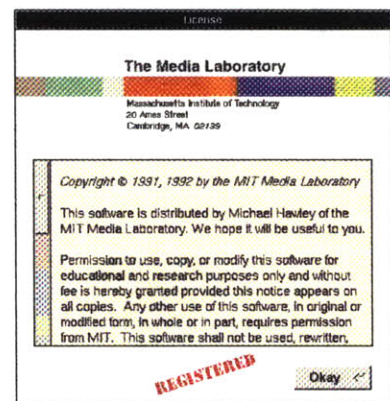 License
The Media Laboratory
Massachusetts Institute of Technology
20 Ames Street
Cambridge, MA 02139
Copyright © 1991, 1992 by the MIT Media Laboratory
This software is distributed by Michael Hawley of the
MIT Media Laboratory. We hope it will be useful to you.
Permission to use, copy, or modify this software for
educational and research purposes only and without
fee is hereby granted provided this notice appears on
all copies. Any other use of this software, in original or
modified form, in whole or in part, requires permission
from MIT. This software shall not be used, rewritten,
REGISTERED
Okay